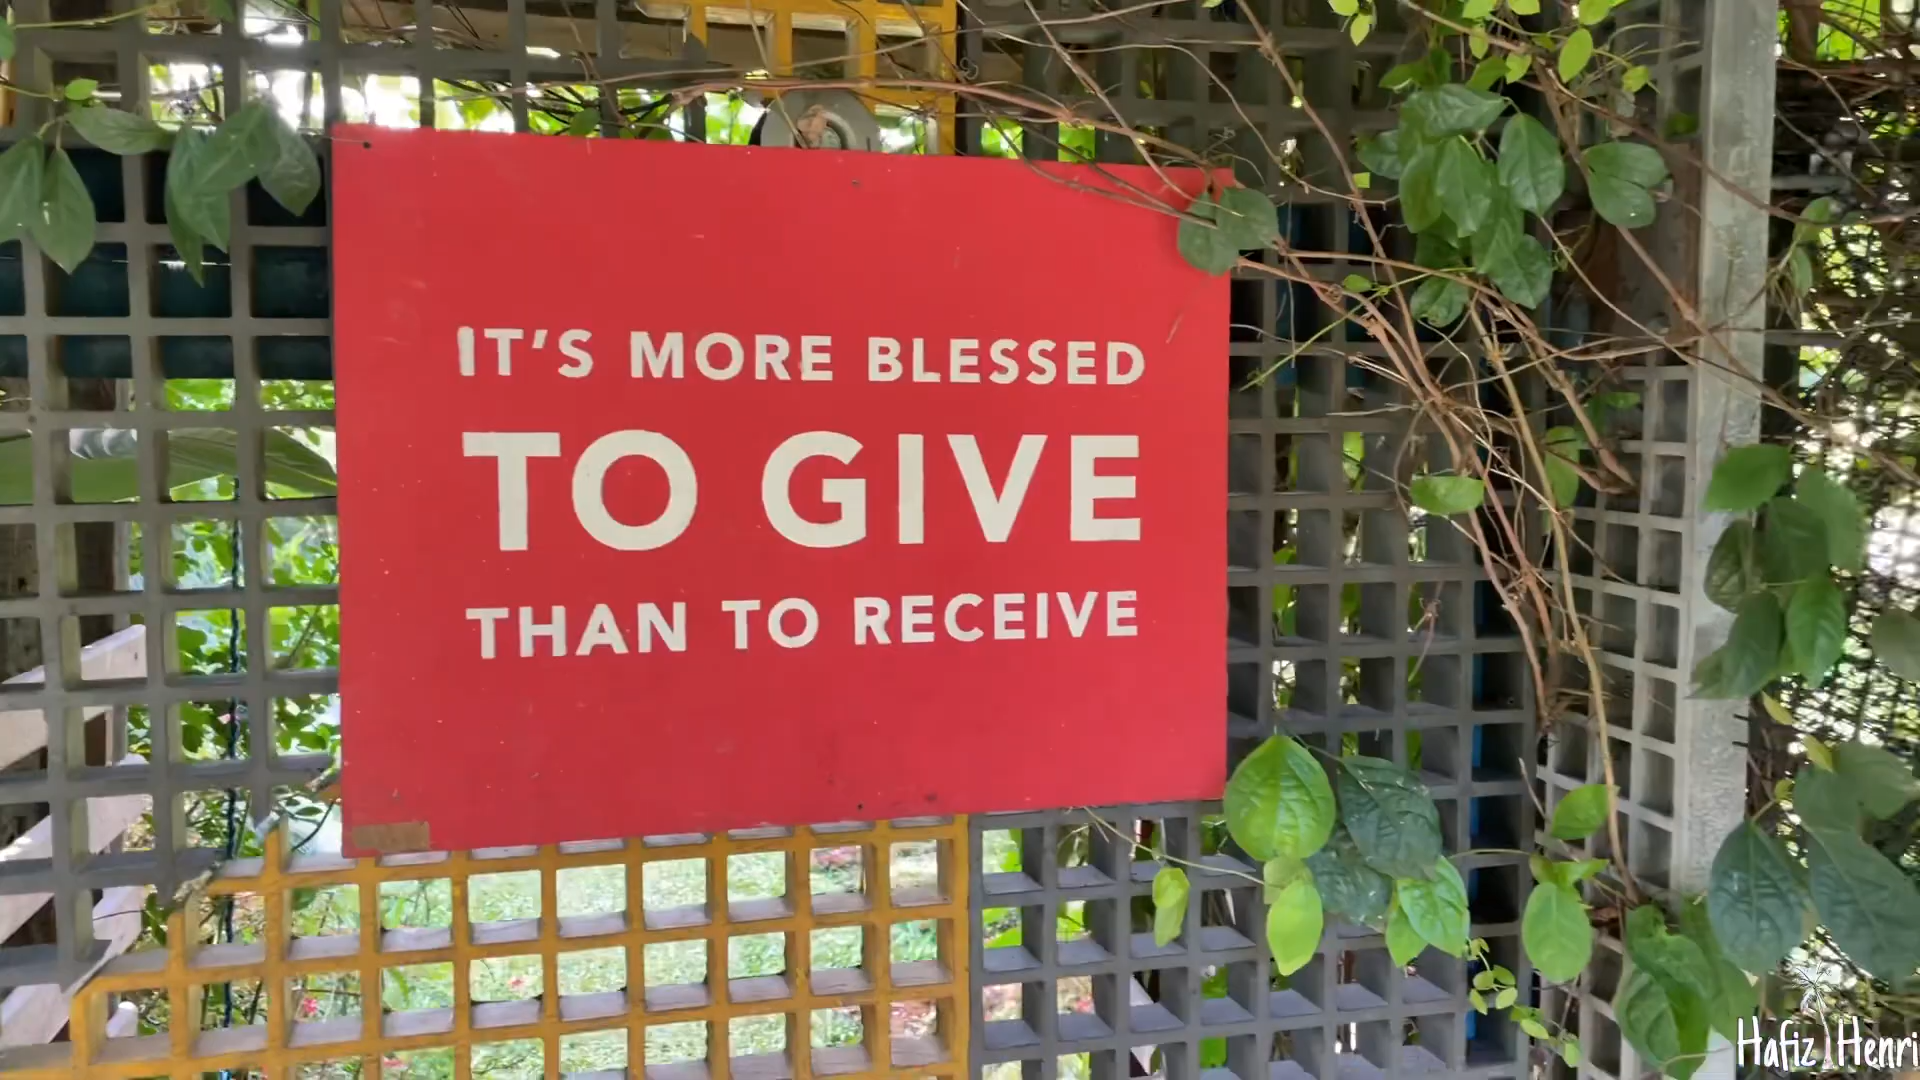 IT'S MORE BLESSED
TO GIVE
THAN TO RECEIVE
Hafiz Henri